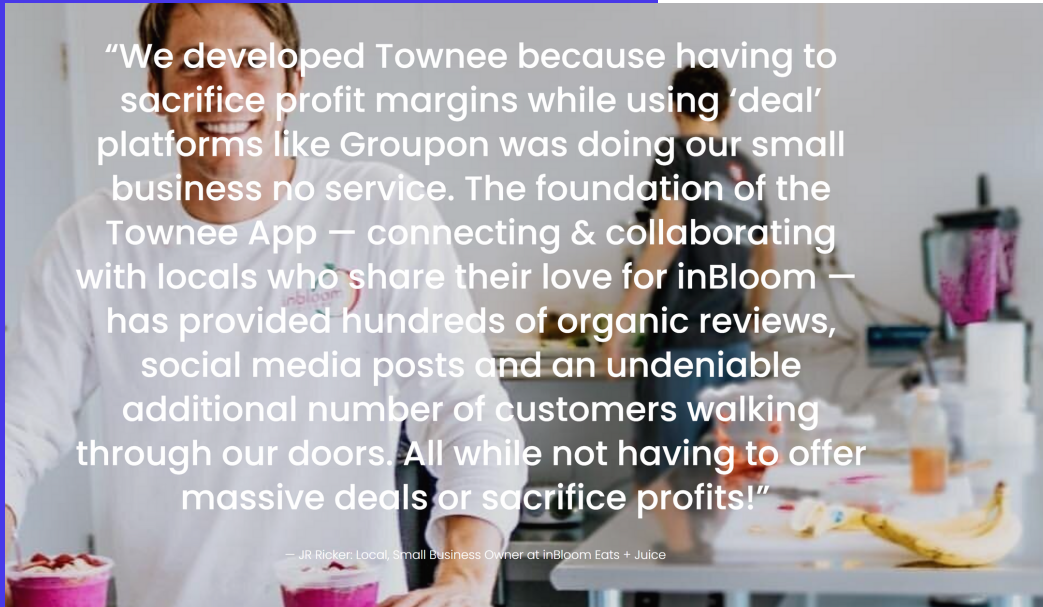 “We developed Townee because having to
sacrifice profit margins while using ‘deal’
platforms like Groupon was doing our small
business no service. The foundation of the
Townee App — connecting & collaborating
with locals who share their love for inBloom —
has provided hundreds of organic reviews,
social media posts and an undeniable
additional number of customers walking
through our doors. All while not having to offer
massive deals or sacrifice profits!”
— JR Ricker: Local, Small Business Owner at inBloom Eats + Juice
inbloom